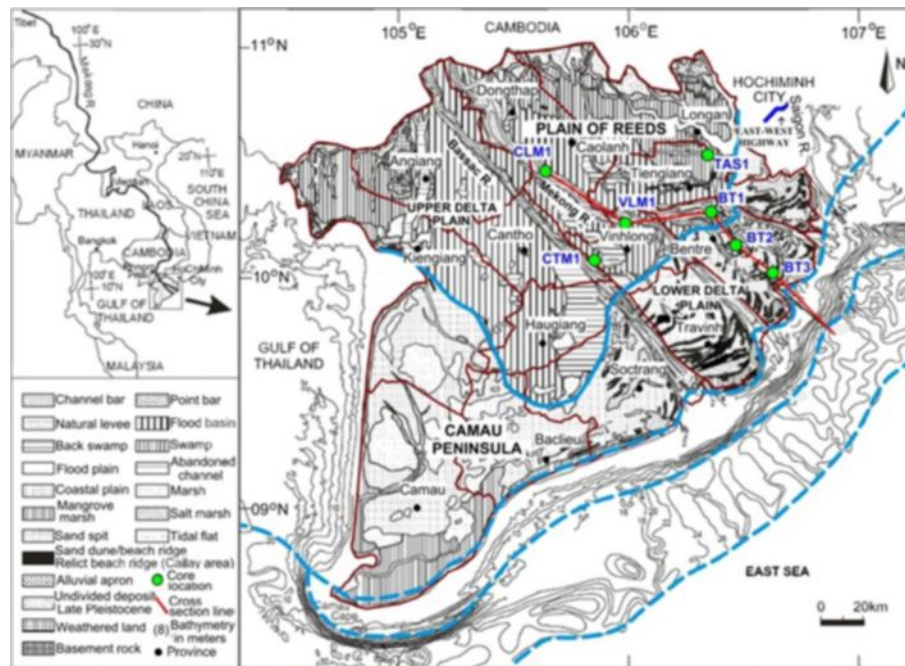 Tibet
100°E
30°N
Mekong R.
CHINA
Hanoi
20°N
110°E
MYANMAR
LAOS
SOUTH
CHINA
SEA
THAILAND
VIETNAM
Bangkok
CAMBODIA
100°E
10°N
City
GULF OF
THAILAND
MALAYSIA
105°E
CAMBODIA
106°E
107°E
11°N
N
HOCHIMINH
CITY
Saigon R.
EAST-WEST
HIGHWAY
Dongthap
Longan
PLAIN OF REEDS
CLM1
Caolanh
TAS1
Angiang
Bassac R.
Tiengiang
Mekong R.
VLM1
BT1
UPPER DELTA
PLAIN
Vinhlong
Cantho
BT2
Bentre
Kiengiang
CTM1
BT3
10°N
LOWER DELTA
PLAIN
Haugiang
Travinh
GULF OF
THAILAND
Soctrang
CAMAU
PENINSULA
Baclieu
Camau
09°N
EAST SEA
0 20km
Channel bar
Point bar
Natural levee
Flood basin
Back swamp
Swamp
Flood plain
Abandoned
channel
Coastal plain
Marsh
Mangrove
marsh
Salt marsh
Sand spit
Tidal flat
Sand dune/beach ridge
Relict beach ridge (Cailay area)
Alluvial apron
Core
location
Undivided deposit
Late Pleistocene
Cross
section line
Weathered land
(8) Bathymetry
in meters
Basement rock
Province